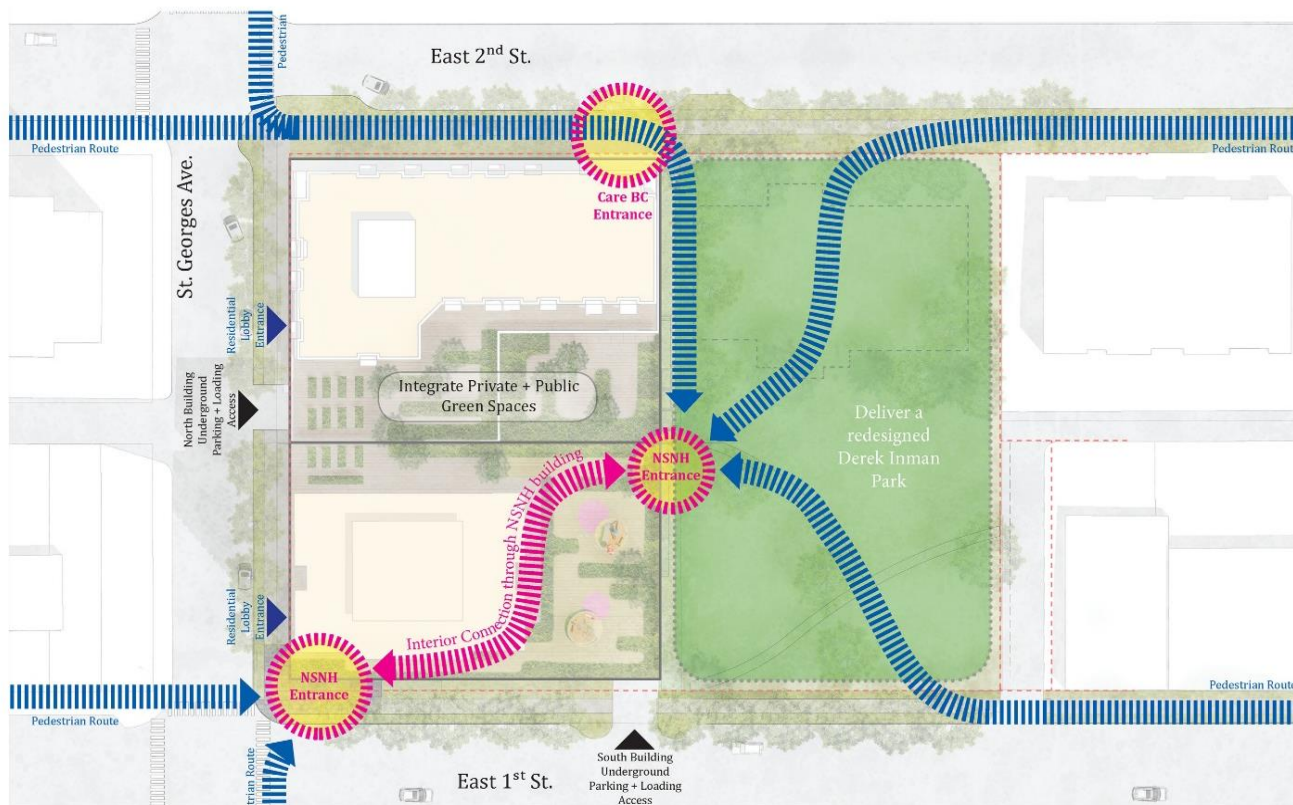 Pedestrian
East 2nd St.
Pedestrian Route
Pedestrian Rout
St. Georges Ave.
Care BC
Entrance
Residential
Lobby
Entrance
Integrate Private + Public
Green Spaces
North Building
Underground
Parking + Loading
Access
Deliver a
redesigned
Derek Inman
Park
NSNH
Entrance
Interior Connection through NSNH building
Residential
Lobby
Entrance
NSNH
Entrance
Pedestrian Route
Pedestrian Rout
destrian Route
East 1st St.
South Building
Underground
Parking + Loading
Access